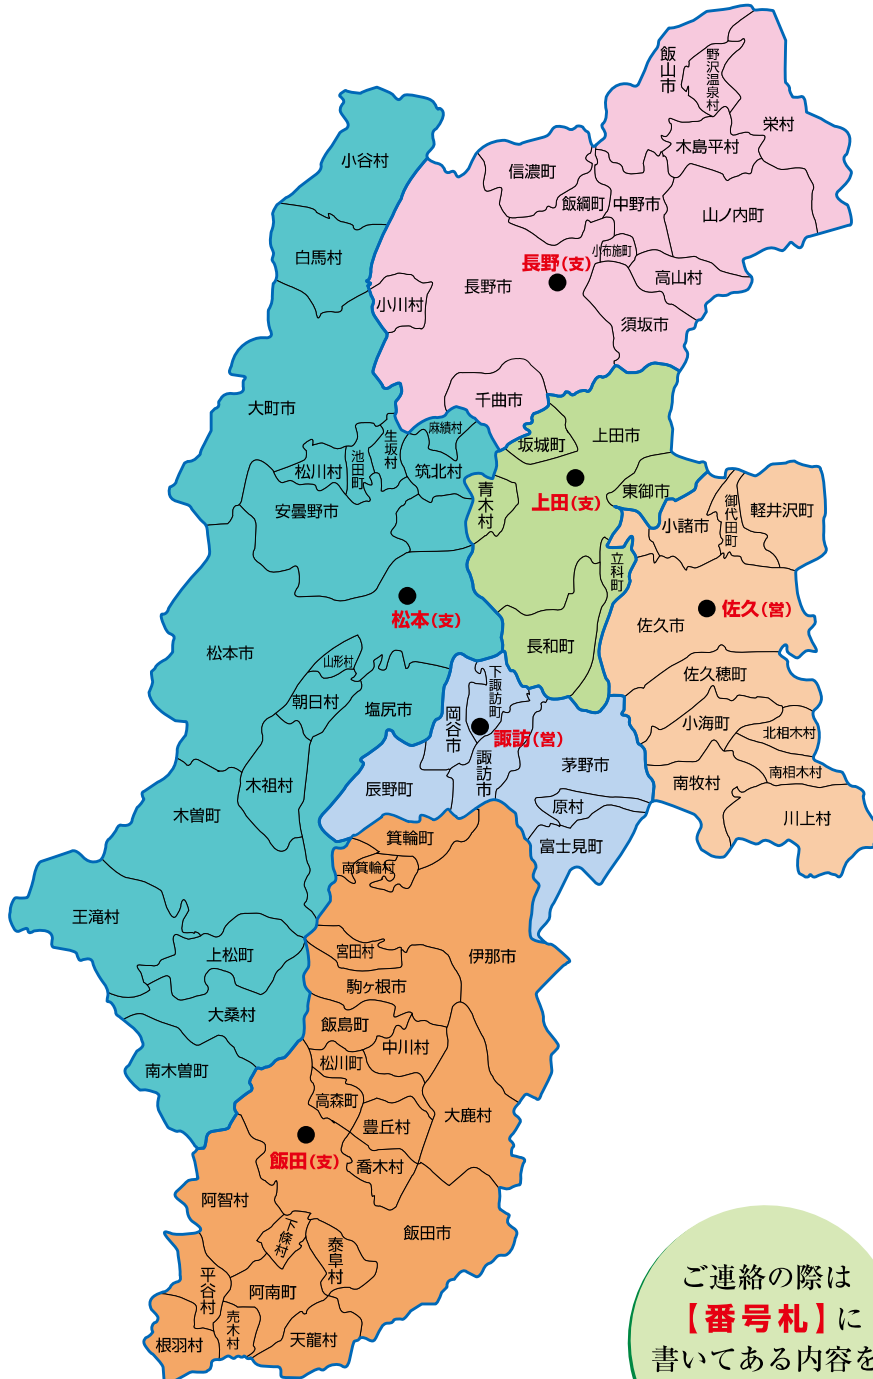 飯山市
野沢温泉村
栄村
木島平村
小谷村
信濃町
飯綱町
中野市
山ノ内町
白馬村
小布施町
長野(支)
高山村
長野市
小川村
須坂市
千曲市
大町市
麻績村
生坂村
坂城町
上田市
松川村
池田町
筑北村
青木村
上田(支)
東御市
小諸市
御代田町
軽井沢町
安曇野市
立科町
松本(支)
佐久(営)
佐久市
松本市
山形村
長和町
朝日村
塩尻市
下諏訪町
佐久穂町
岡谷市
諏訪(営)
諏訪市
小海町
北相木村
茅野市
南相木村
木祖村
辰野町
南牧村
木曽町
原村
川上村
箕輪町
富士見町
南箕輪村
王滝村
上松町
宮田村
伊那市
駒ヶ根市
大桑村
飯島町
中川村
南木曽町
松川町
高森町
大鹿村
豊丘村
飯田(支)
喬木村
阿智村
下條村
飯田市
泰阜村
平谷村
阿南町
売木村
根羽村
天龍村
ご連絡の際は
【番号札】に
書いてある内容を